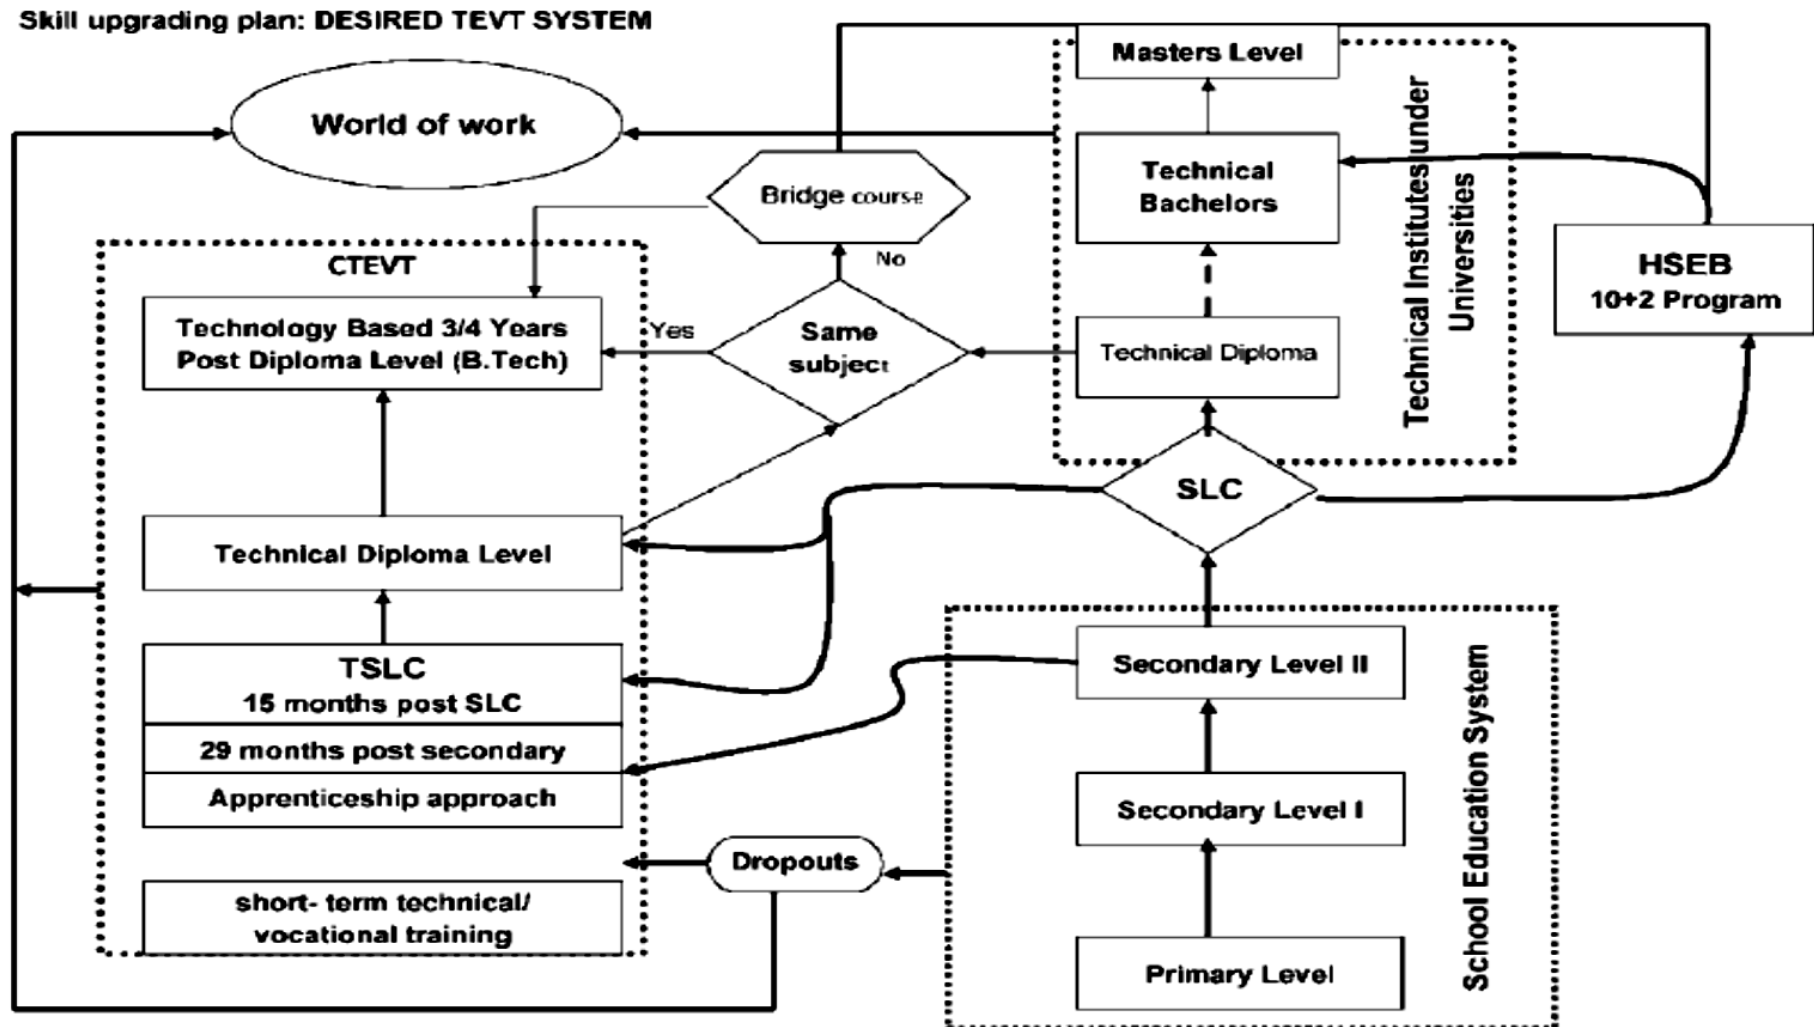 Skill upgrading plan: DESIRED TEVT SYSTEM
World of work
Masters Level
Technical
Bachelors
Technical Diploma
Technical Institutes under
Universities
HSEB
10+2 Program
Bridge course
No
Same
subject
Yes
CTEVT
Technology Based 3/4 Years
Post Diploma Level (B.Tech)
Technical Diploma Level
TSLC
15 months post SLC
29 months post secondary
Apprenticeship approach
short- term technical/
vocational training
SLC
Dropouts
Secondary Level II
Secondary Level I
Primary Level
School Education System